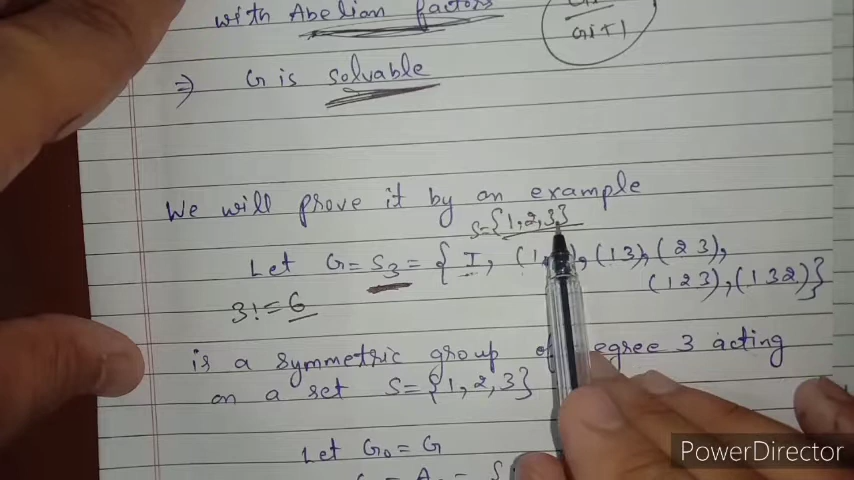 with Abelian factors
Gi+1
⇒ G is solvable
We will prove it by an example
S={1,2,3}
Let G=S₃= { I, (1, ), (1 3), (2 3),
(1 2 3), (1 3 2)}
3!=6
is a symmetric group of degree 3 acting
on a set S={1,2,3}
Let G₀=G
PowerDirector